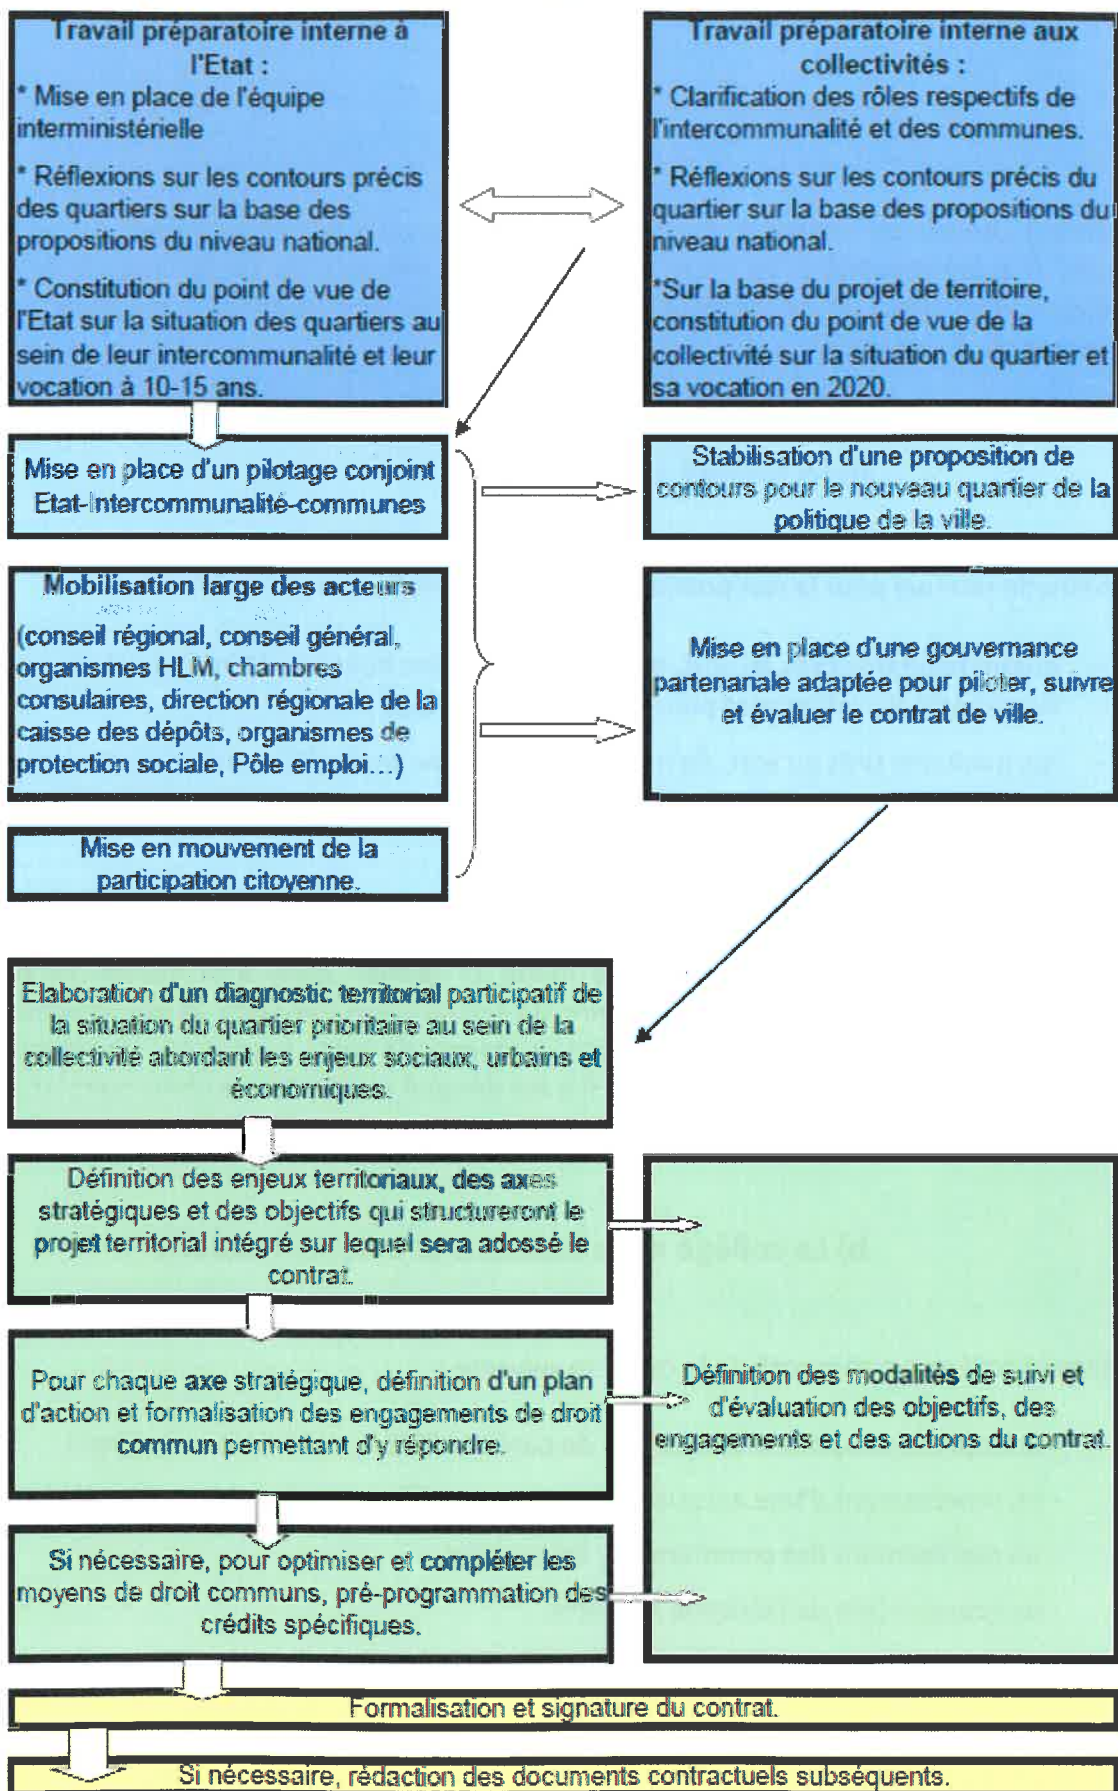 Travail préparatoire interne à
l'Etat :
* Mise en place de l'équipe
interministérielle
* Réflexions sur les contours précis
des quartiers sur la base des
propositions du niveau national.
* Constitution du point de vue de
l'Etat sur la situation des quartiers au
sein de leur intercommunalité et leur
vocation à 10-15 ans.
Travail préparatoire interne aux
collectivités :
* Clarification des rôles respectifs de
l'intercommunalité et des communes.
* Réflexions sur les contours précis du
quartier sur la base des propositions du
niveau national.
*Sur la base du projet de territoire,
constitution du point de vue de la
collectivité sur la situation du quartier et
sa vocation en 2020.
Mise en place d'un pilotage conjoint
Etat-Intercommunalité-communes
Stabilisation d'une proposition de
contours pour le nouveau quartier de la
politique de la ville.
Mobilisation large des acteurs
(conseil régional, conseil général,
organismes HLM, chambres
consulaires, direction régionale de la
caisse des dépôts, organismes de
protection sociale, Pôle emploi...)
Mise en place d'une gouvernance
partenariale adaptée pour piloter, suivre
et évaluer le contrat de ville.
Mise en mouvement de la
participation citoyenne.
Elaboration d'un diagnostic territorial participatif de
la situation du quartier prioritaire au sein de la
collectivité abordant les enjeux sociaux, urbains et
économiques.
Définition des enjeux territoriaux, des axes
stratégiques et des objectifs qui structureront le
projet territorial intégré sur lequel sera adossé le
contrat.
Pour chaque axe stratégique, définition d'un plan
d'action et formalisation des engagements de droit
commun permettant d'y répondre.
Définition des modalités de suivi et
d'évaluation des objectifs, des
engagements et des actions du contrat.
Si nécessaire, pour optimiser et compléter les
moyens de droit communs, pré-programmation des
crédits spécifiques.
Formalisation et signature du contrat.
Si nécessaire, rédaction des documents contractuels subséquents.